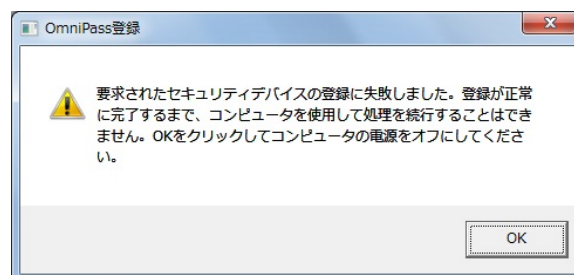 OmniPass登録
要求されたセキュリティデバイスの登録に失敗しました。登録が正常
に完了するまで、コンピュータを使用して処理を続行することはでき
ません。OKをクリックしてコンピュータの電源をオフにしてくださ
い。
OK